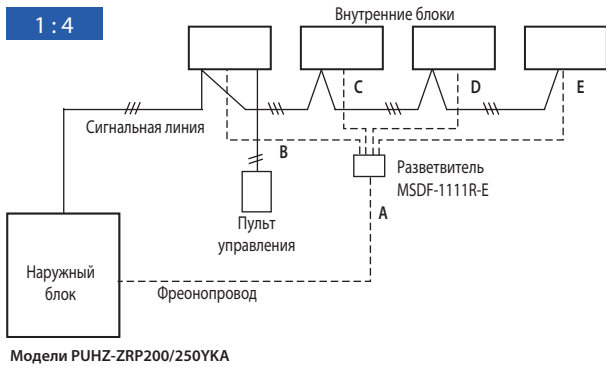 1 : 4
Внутренние блоки
C
D
E
Сигнальная линия
B
Разветвитель
MSDF-1111R-E
A
Пульт
управления
Наружный
блок
Фреонопровод
Модели PUHZ-ZRP200/250YKA